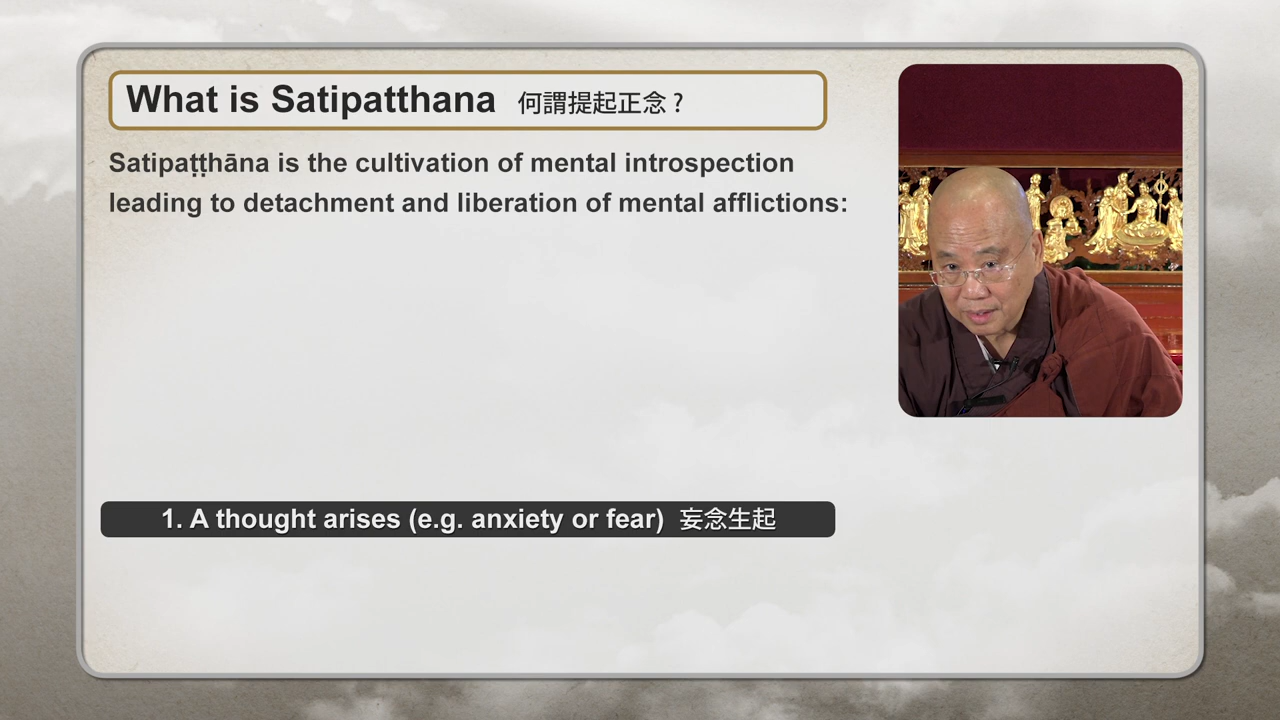 What is Satipatthana 何謂提起正念 ?
Satipaṭṭhāna is the cultivation of mental introspection
leading to detachment and liberation of mental afflictions:
1. A thought arises (e.g. anxiety or fear) 妄念生起